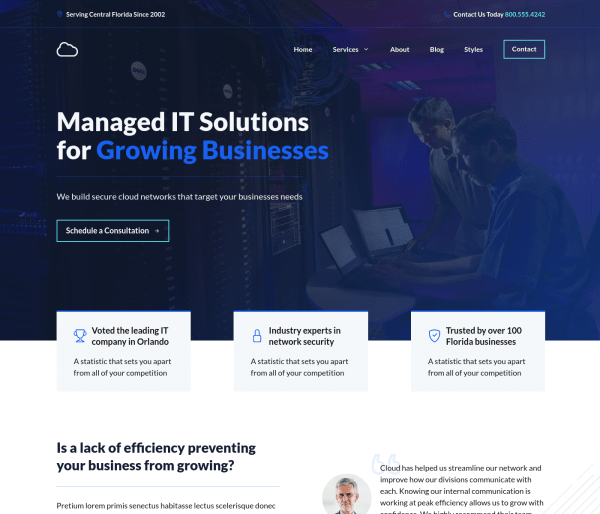 Serving Central Florida Since 2002
Contact Us Today 800.555.4242
Home Services About Blog Styles Contact
Managed IT Solutions
for Growing Businesses
We build secure cloud networks that target your businesses needs
Schedule a Consultation →
Voted the leading IT
company in Orlando
A statistic that sets you apart
from all of your competition
Industry experts in
network security
A statistic that sets you apart
from all of your competition
Trusted by over 100
Florida businesses
A statistic that sets you apart
from all of your competition
Is a lack of efficiency preventing
your business from growing?
Pretium lorem primis senectus habitasse lectus scelerisque donec
Cloud has helped us streamline our network and
improve how our divisions communicate with
each. Knowing our internal communication is
working at peak efficiency allows us to grow with
confidence. We highly recommend their team